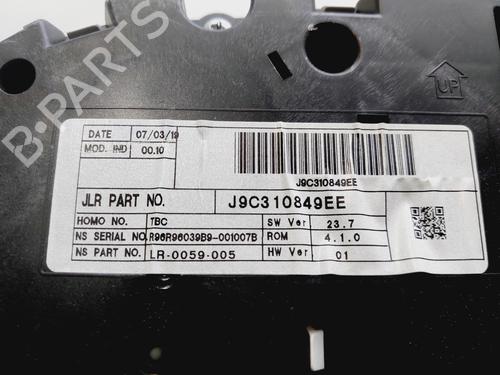 B-PARTS
UP
DATE 07/03/19
MOD. IND 00.10
J9C310849EE
JLR PART NO. J9C310849EE
HOMO NO. TBC SW Ver 23.7
NS SERIAL NO. R96R96039B9-001007B ROM 4.1.0
NS PART NO. LR-0059-005 HW Ver 01